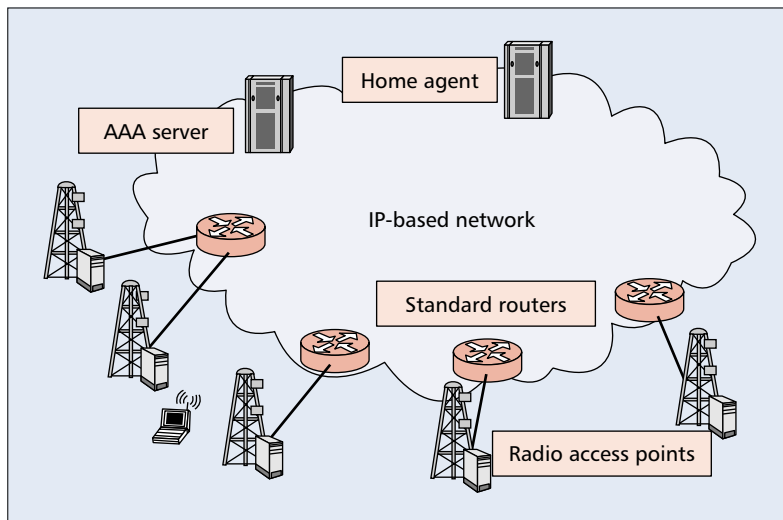 Home agent
AAA server
IP-based network
Standard routers
Radio access points